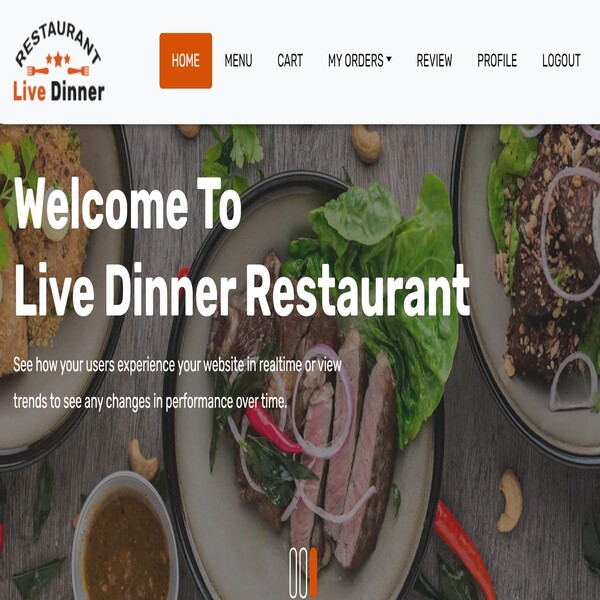 RESTAURANT
Live Dinner
HOME MENU CART MY ORDERS REVIEW PROFILE LOGOUT
Welcome To
Live Dinner Restaurant
See how your users experience your website in realtime or view
trends to see any changes in performance over time.